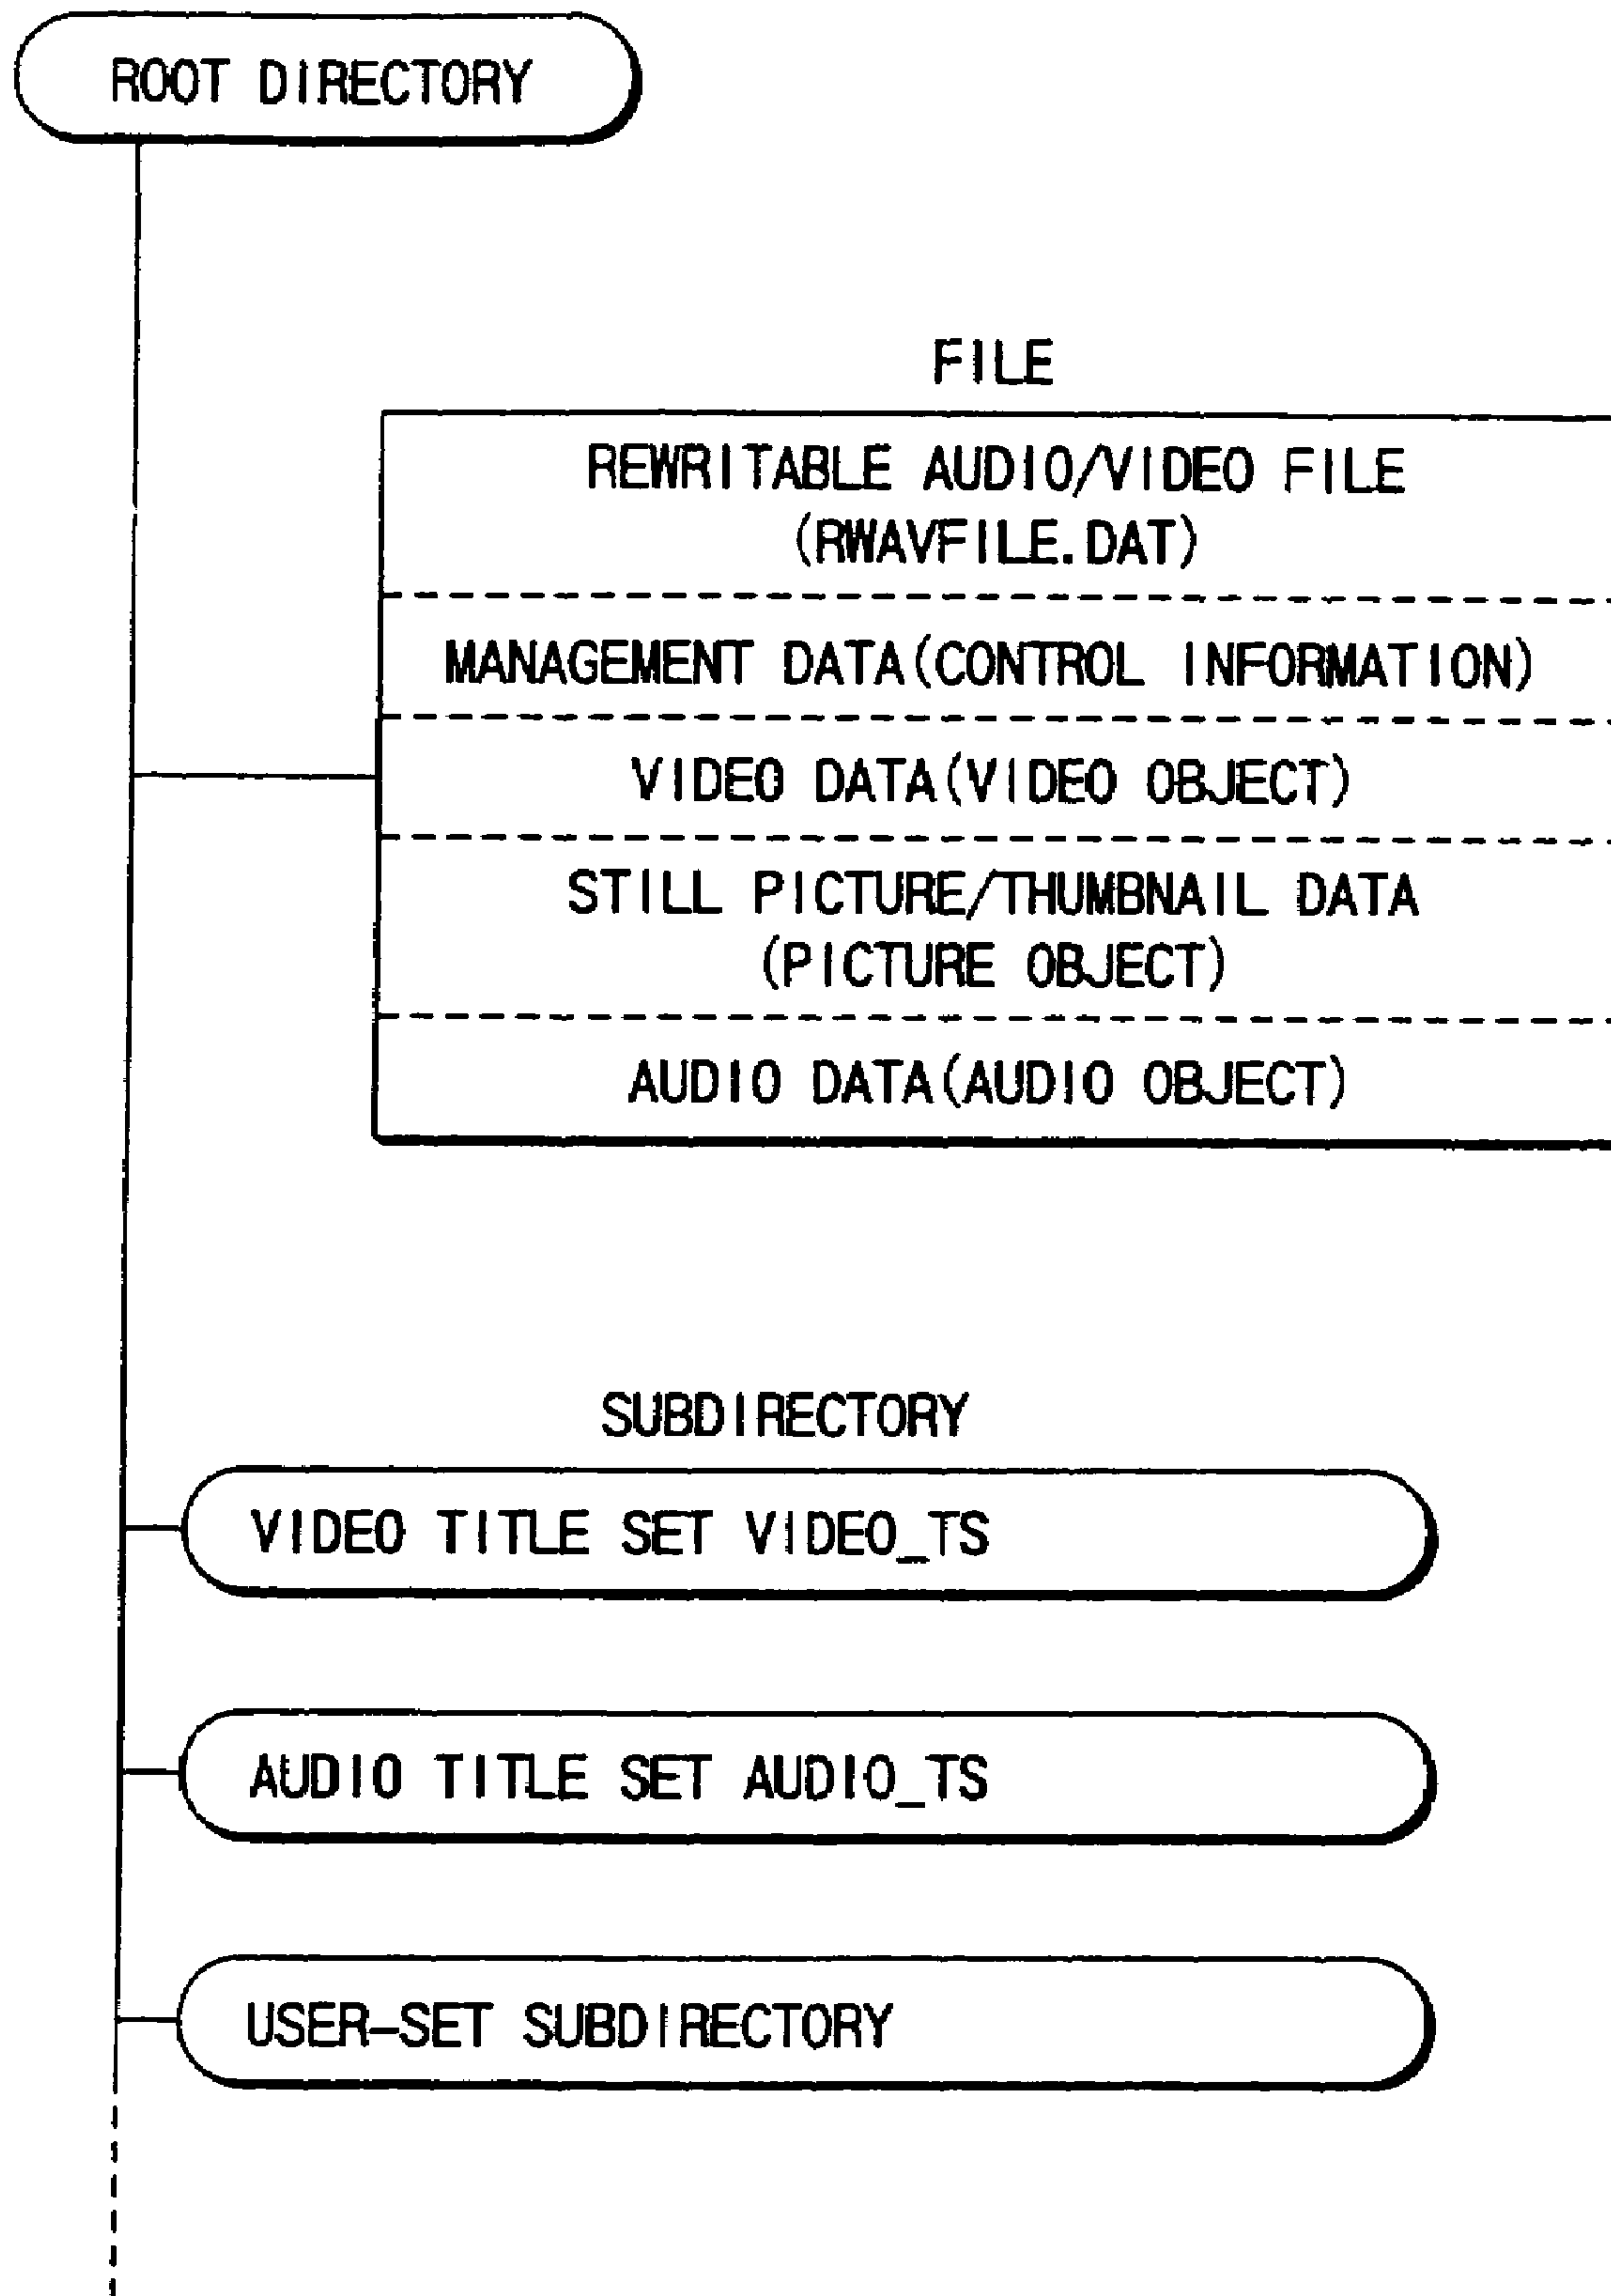 ROOT DIRECTORY
FILE
REWRITABLE AUDIO/VIDEO FILE
(RWAVFILE.DAT)
MANAGEMENT DATA(CONTROL INFORMATION)
VIDEO DATA(VIDEO OBJECT)
STILL PICTURE/THUMBNAIL DATA
(PICTURE OBJECT)
AUDIO DATA(AUDIO OBJECT)
SUBDIRECTORY
VIDEO TITLE SET VIDEO_TS
AUDIO TITLE SET AUDIO_TS
USER-SET SUBDIRECTORY